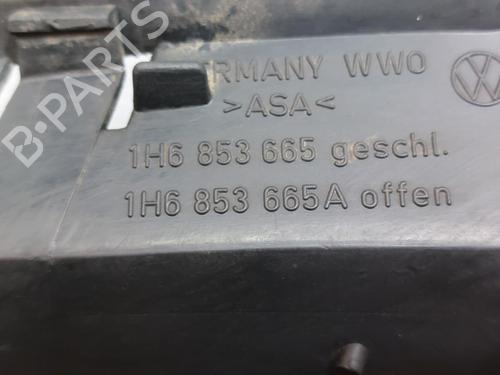 RMANY WWO
>ASA<
1H6 853 665 geschl.
1H6 853 665A offen
B-PARTS